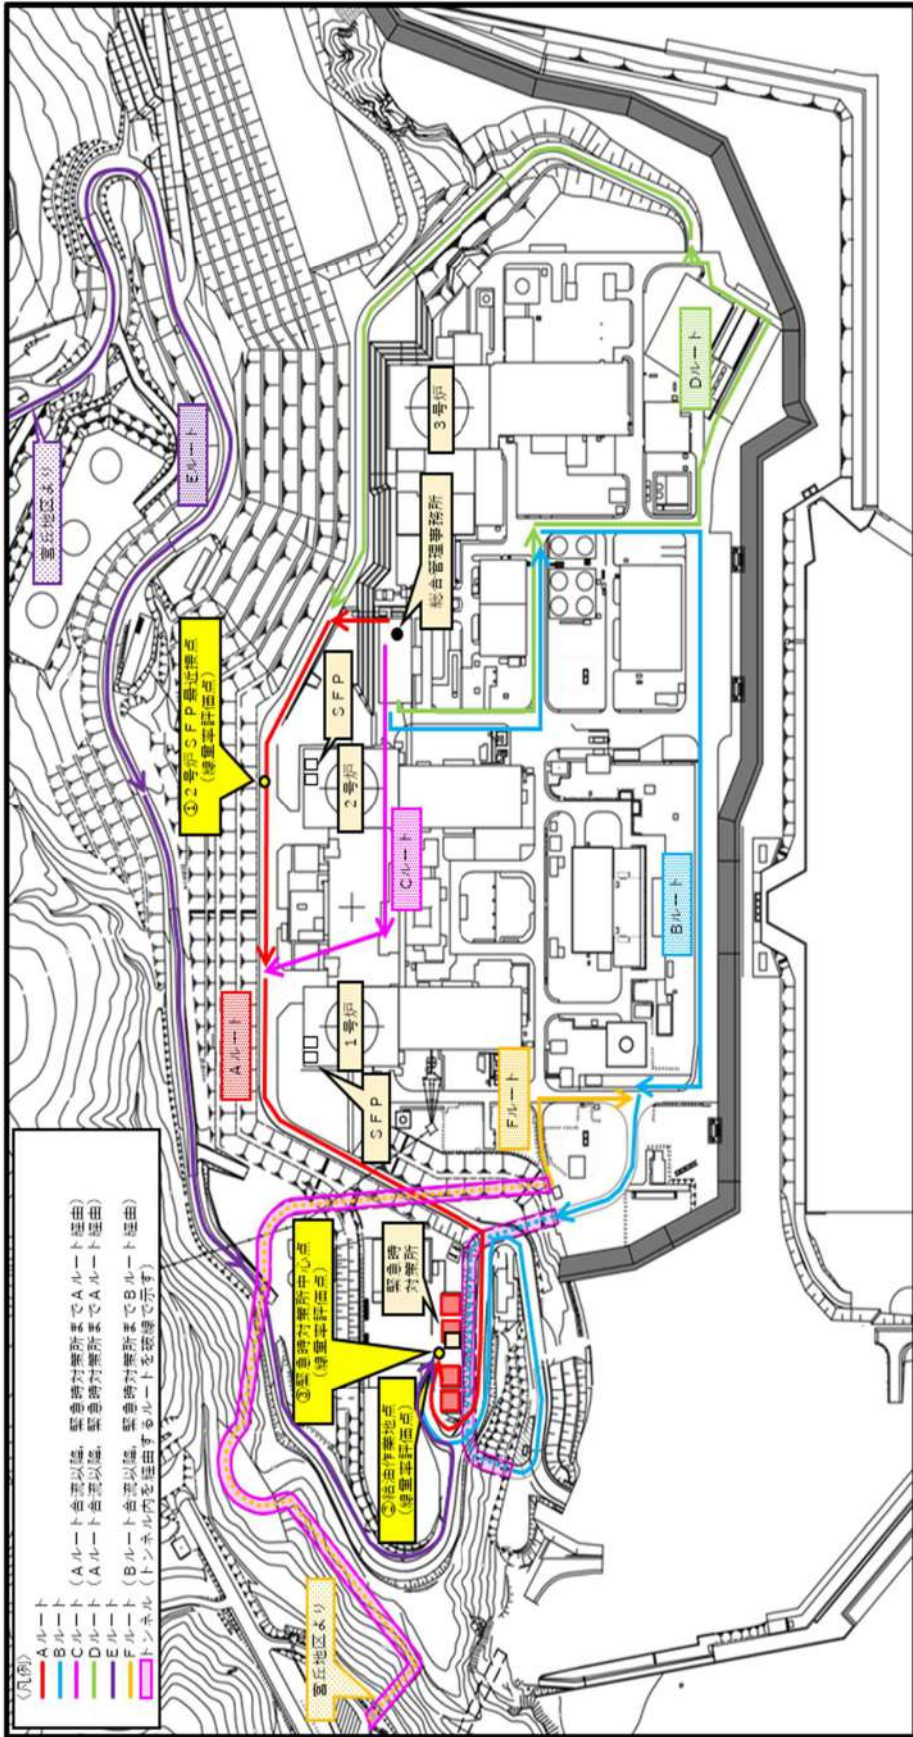 〈凡例〉
Aルート
Bルート
Cルート（Aルート合流以降，緊急時対策所までAルート経由）
Dルート（Aルート合流以降，緊急時対策所までAルート経由）
Eルート
Fルート（Bルート合流以降，緊急時対策所までBルート経由）
トンネル（トンネル内を経由するルートを破線で示す）
宮丘地区より
Eルート
①2号炉SFP最近接点
（線量率評価点）
Aルート
SFP
SFP
1号炉
2号炉
3号炉
総合管理事務所
Cルート
Dルート
Bルート
Fルート
③緊急時対策所中心点
（線量率評価点）
緊急時
対策所
②給油作業地点
（線量率評価点）
宮丘地区より